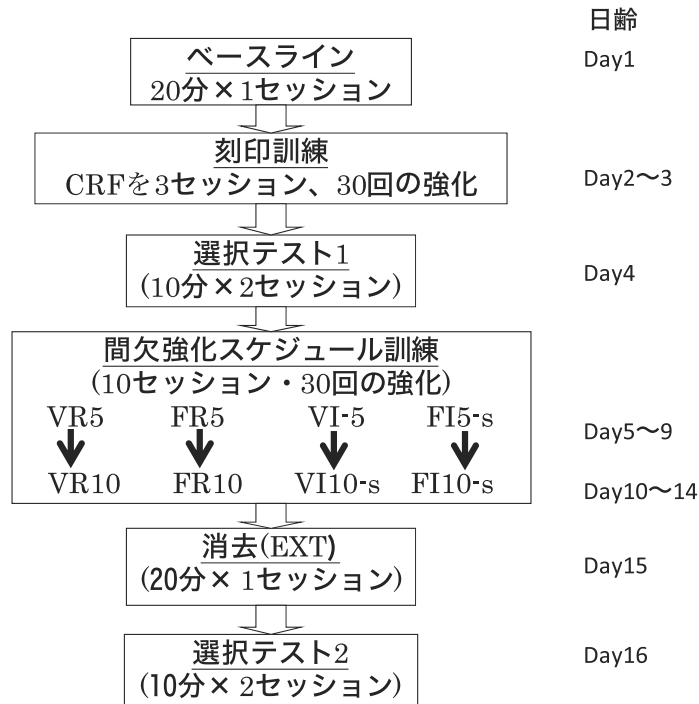 日齢
ベースライン
20分×1セッション
Day1
刻印訓練
CRFを3セッション、30回の強化
Day2〜3
選択テスト1
(10分×2セッション)
Day4
間欠強化スケジュール訓練
(10セッション・30回の強化)
VR5 FR5 VI-5 FI5-s
Day5〜9
VR10 FR10 VI10-s FI10-s
Day10〜14
消去(EXT)
(20分× 1セッション)
Day15
選択テスト2
(10分× 2セッション)
Day16